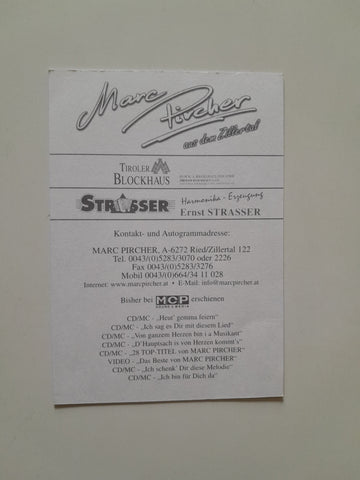 Marc Pircher
aus dem Zillertal
TIROLER
BLOCKHAUS
STRASSER
Harmonika - Erzeugung
Ernst STRASSER
Kontakt- und Autogrammadresse:
MARC PIRCHER, A-6272 Ried/Zillertal 122
Tel. 0043/(0)5283/3070 oder 2226
Fax 0043/(0)5283/3276
Mobil 0043/(0)664/34 11 028
Internet: www.marcpircher.at • E-Mail: info@marcpircher.at
Bisher bei MCP erschienen
SOUND & MEDIA
CD/MC - „Heut' gemma feiern“
CD/MC - „Ich sag es Dir mit diesem Lied“
CD/MC - „Von ganzem Herzen bin i a Musikant“
CD/MC - „D'Hauptsach is von Herzen kommt's“
CD/MC - „28 TOP-TITEL von MARC PIRCHER“
VIDEO - „Das Beste von MARC PIRCHER“
CD/MC - „Ich schenk' Dir diese Melodie“
CD/MC - „Ich bin für Dich da“